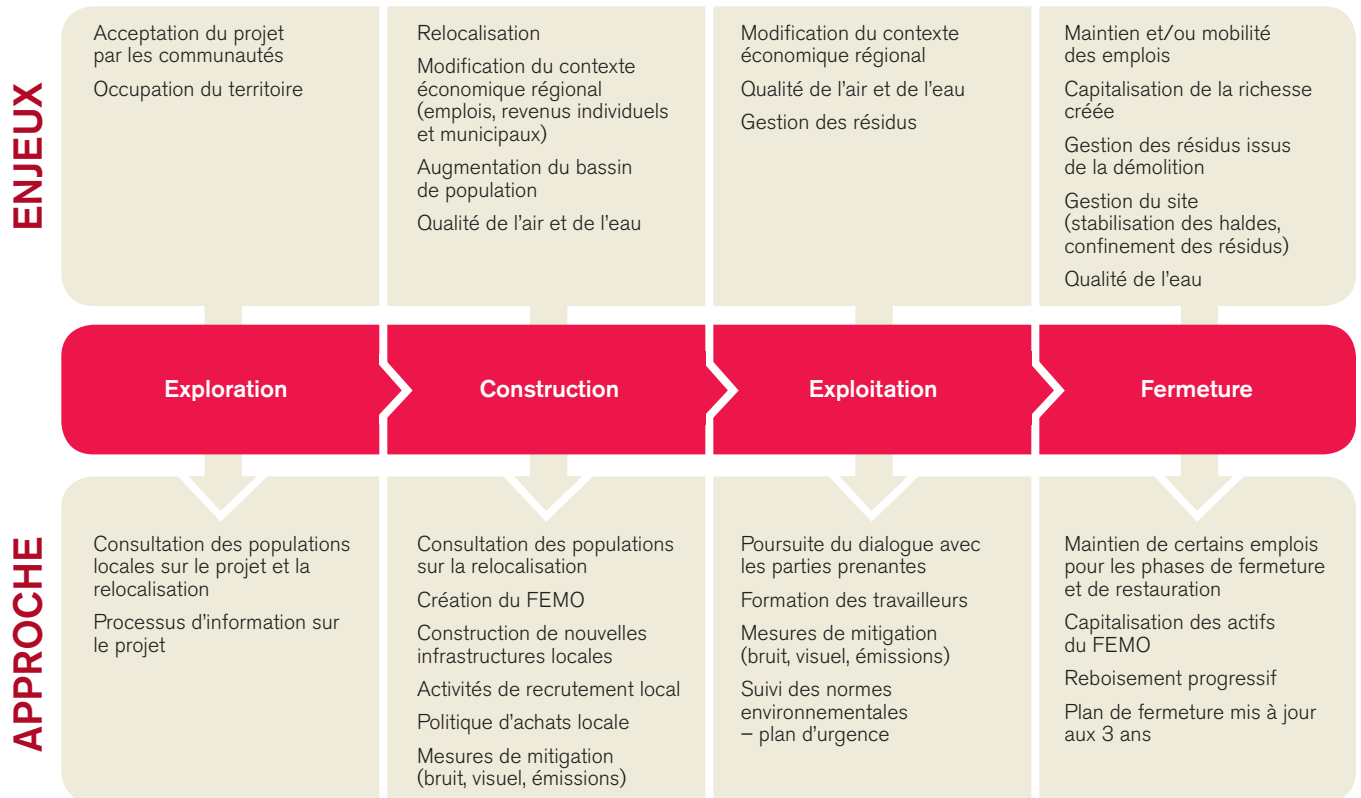 ENJEUX
Acceptation du projet
par les communautés
Occupation du territoire
Relocalisation
Modification du contexte
économique régional
(emplois, revenus individuels
et municipaux)
Augmentation du bassin
de population
Qualité de l'air et de l'eau
Modification du contexte
économique régional
Qualité de l'air et de l'eau
Gestion des résidus
Maintien et/ou mobilité
des emplois
Capitalisation de la richesse
créée
Gestion des résidus issus
de la démolition
Gestion du site
(stabilisation des haldes,
confinement des résidus)
Qualité de l'eau
Exploration
Construction
Exploitation
Fermeture
APPROCHE
Consultation des populations
locales sur le projet et la
relocalisation
Processus d'information sur
le projet
Consultation des populations
sur la relocalisation
Création du FEMO
Construction de nouvelles
infrastructures locales
Activités de recrutement local
Politique d'achats locale
Mesures de mitigation
(bruit, visuel, émissions)
Poursuite du dialogue avec
les parties prenantes
Formation des travailleurs
Mesures de mitigation
(bruit, visuel, émissions)
Suivi des normes
environnementales
– plan d'urgence
Maintien de certains emplois
pour les phases de fermeture
et de restauration
Capitalisation des actifs
du FEMO
Reboisement progressif
Plan de fermeture mis à jour
aux 3 ans